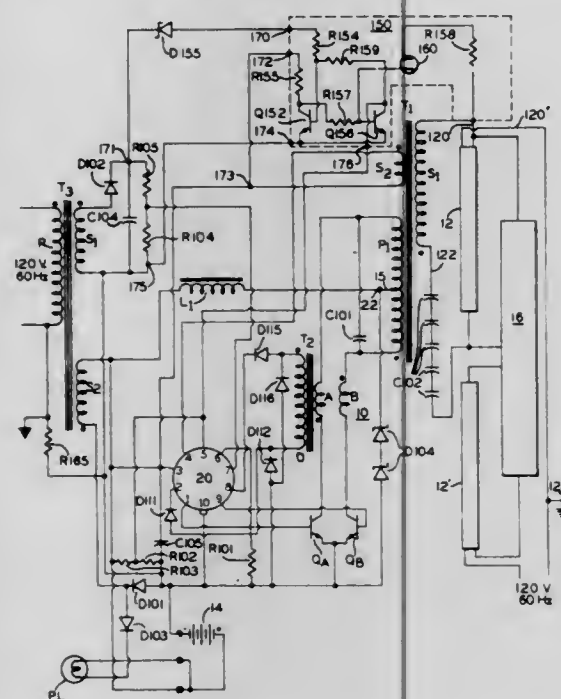 170
R154
150
R158
172
R159
160
D155
R155
R157
T1
Q152
120'
174
Q156
120
171
D102
R105
176
173
S2
S1
T3
C104
12
S1
R104
P1
122
120 V.
60 Hz
175
15
16
L1
22
D115
T2
C101
C102
S2
D116
A
B
10
D112
D104
R165
4
5
6
3
20
7
2
8
1
10
9
D
12'
D111
C105
R101
QA
QB
R102
R103
D101
120 V
60 Hz
14
D103
PL